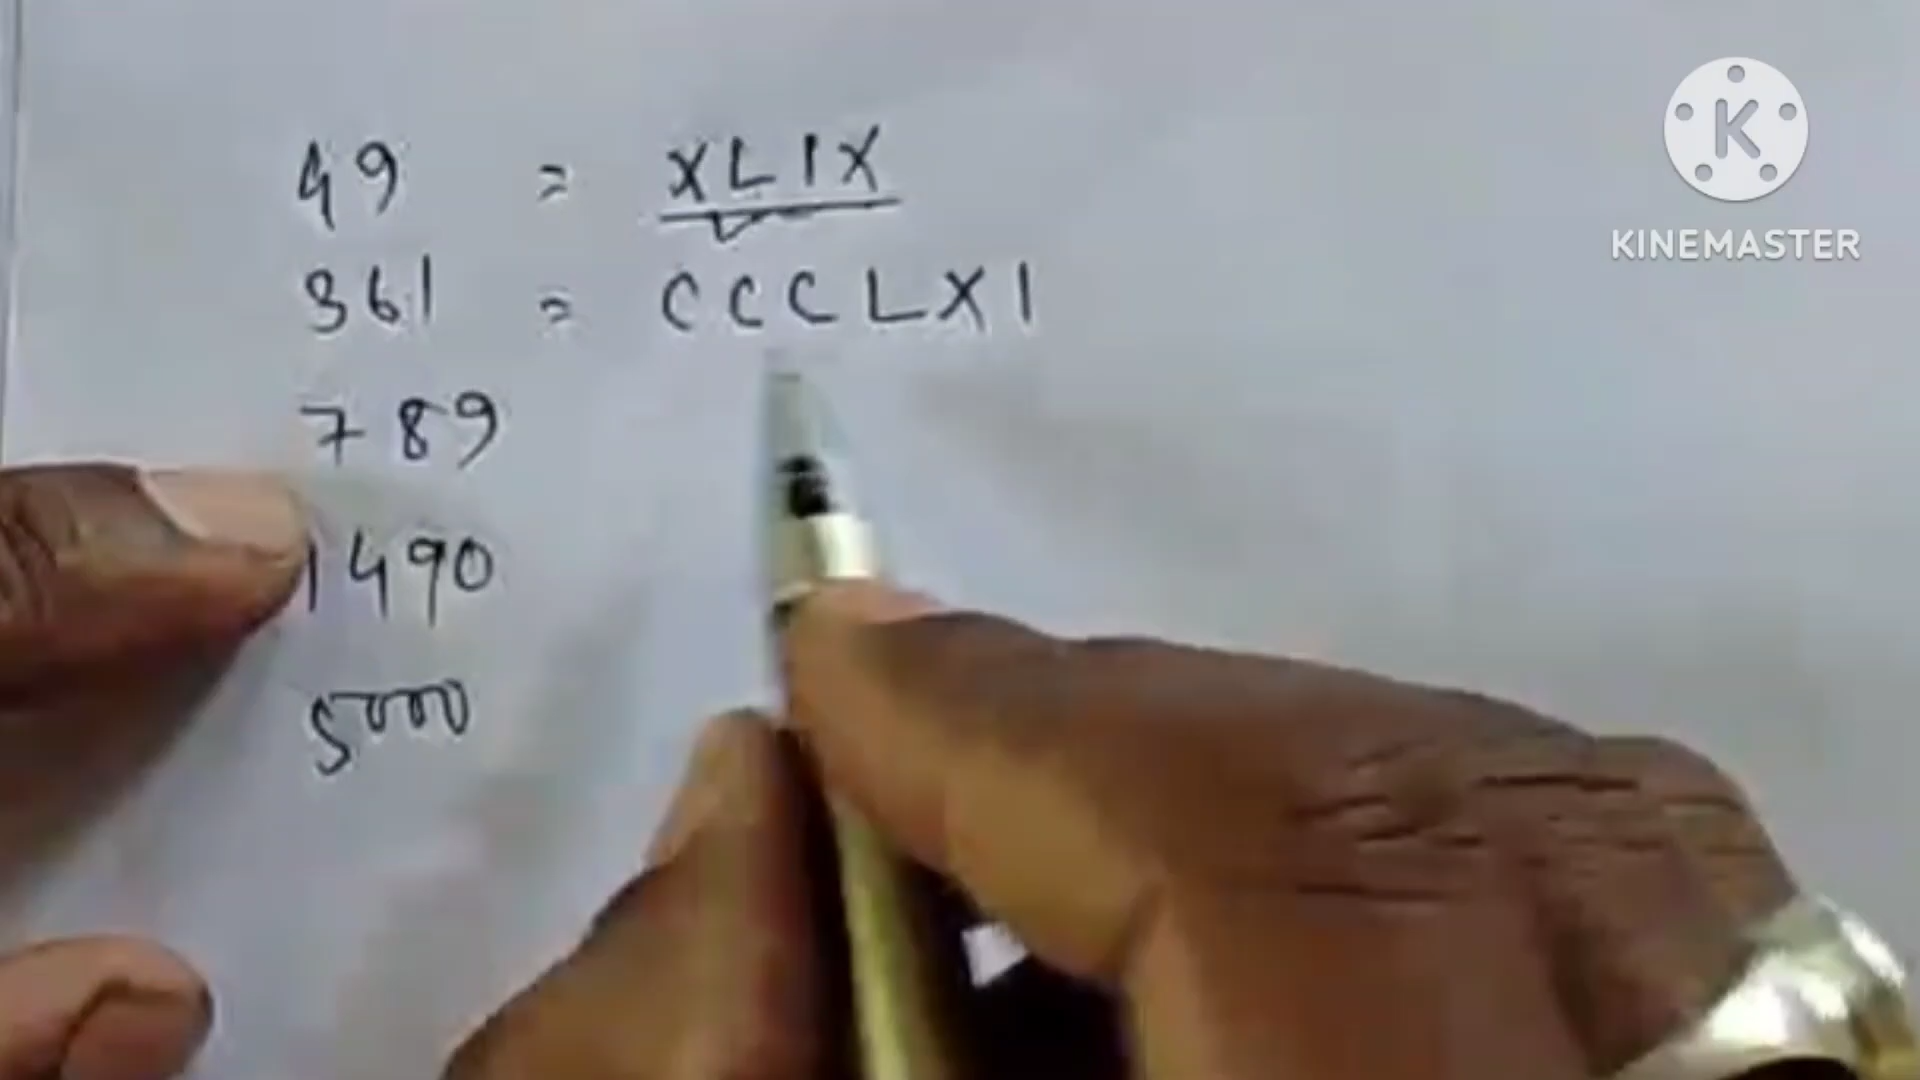 49 = XLIX
361 = CCCLXI
789
1490
5000
K
KINEMASTER